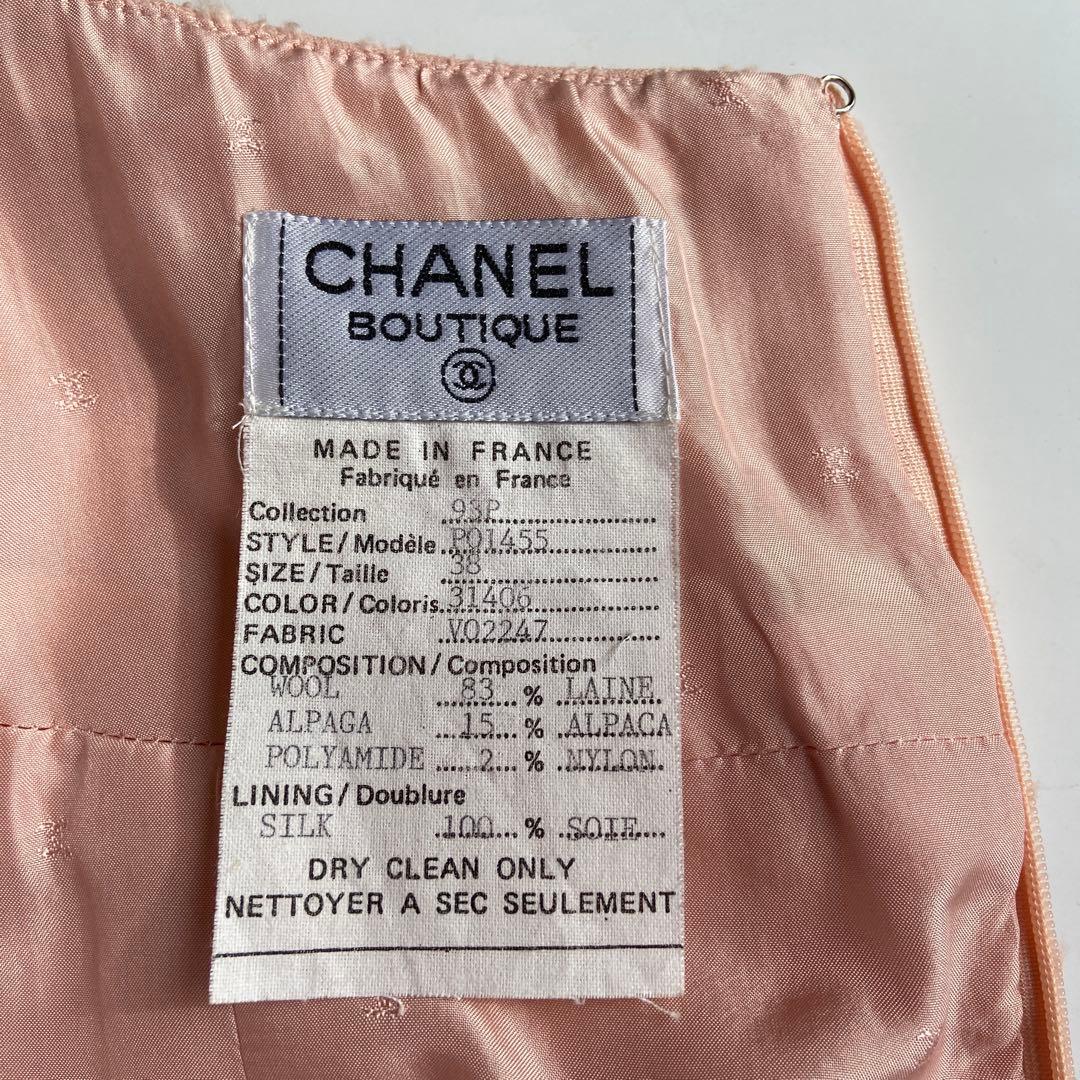 CHANEL
BOUTIQUE
MADE IN FRANCE
Fabriqué en France
Collection 93P
STYLE/Modèle P01455
SIZE/Taille 38
COLOR/Coloris 31406
FABRIC V02247
COMPOSITION/Composition
WOOL 83 % LAINE
ALPAGA 15 % ALPACA
POLYAMIDE 2 % NYLON
LINING/Doublure
SILK 100 % SOIE
DRY CLEAN ONLY
NETTOYER A SEC SEULEMENT